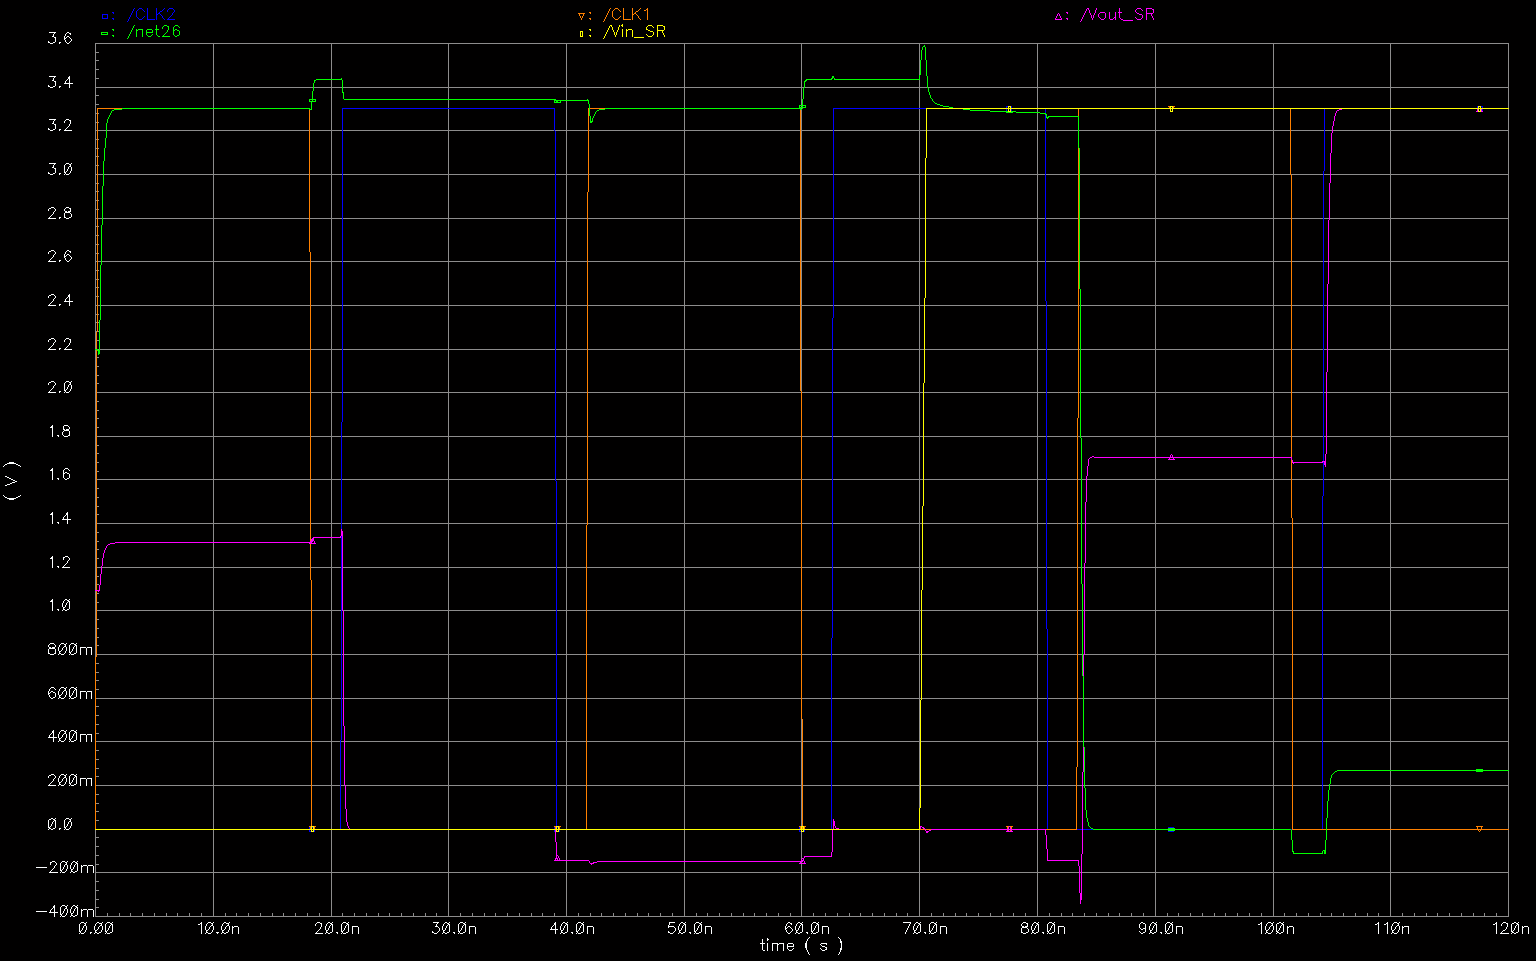 : /CLK2 : /CLK1 : /Vout_SR
: /net26 : /Vin_SR
3.6
3.4
3.2
3.0
2.8
2.6
2.4
2.2
2.0
1.8
1.6
( V )
1.4
1.2
1.0
800m
600m
400m
200m
0.0
-200m
-400m
0.00 10.0n 20.0n 30.0n 40.0n 50.0n 60.0n 70.0n 80.0n 90.0n 100n 110n 120n
time ( s )